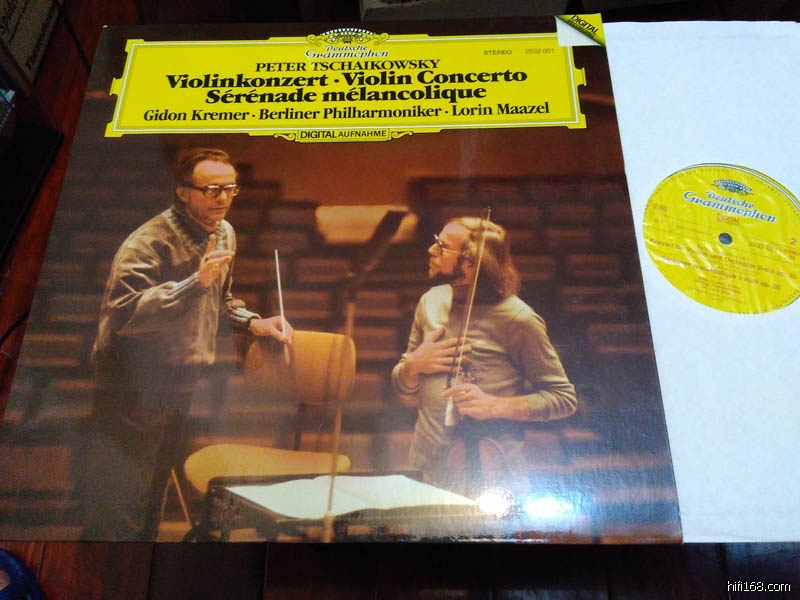 DIGITAL
Deutsche
Grammophon
STEREO 2532 001
PETER TSCHAIKOWSKY
Violinkonzert · Violin Concerto
Sérénade mélancolique
Gidon Kremer · Berliner Philharmoniker · Lorin Maazel
DIGITAL AUFNAHME
Deutsche
Grammophon
2
hifi168.com